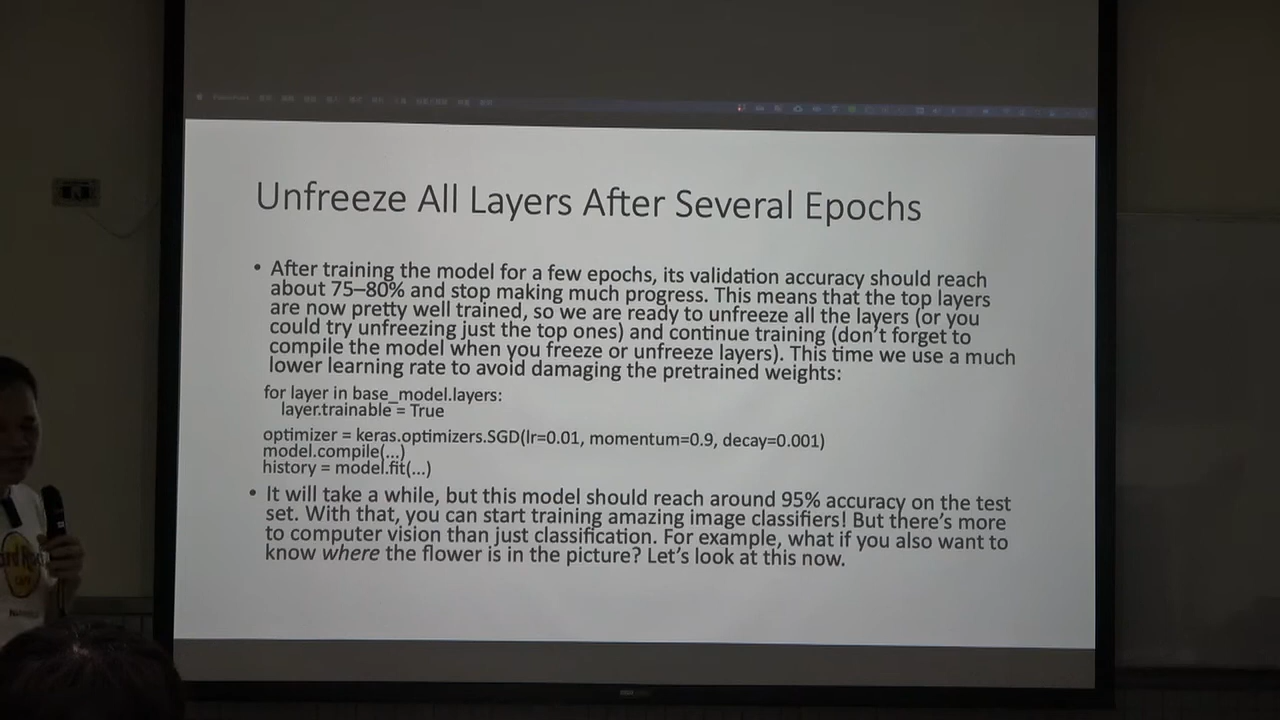 Unfreeze All Layers After Several Epochs
• After training the model for a few epochs, its validation accuracy should reach
about 75–80% and stop making much progress. This means that the top layers
are now pretty well trained, so we are ready to unfreeze all the layers (or you
could try unfreezing just the top ones) and continue training (don't forget to
compile the model when you freeze or unfreeze layers). This time we use a much
lower learning rate to avoid damaging the pretrained weights:
for layer in base_model.layers:
layer.trainable = True
optimizer = keras.optimizers.SGD(lr=0.01, momentum=0.9, decay=0.001)
model.compile(...)
history = model.fit(...)
• It will take a while, but this model should reach around 95% accuracy on the test
set. With that, you can start training amazing image classifiers! But there's more
to computer vision than just classification. For example, what if you also want to
know where the flower is in the picture? Let's look at this now.